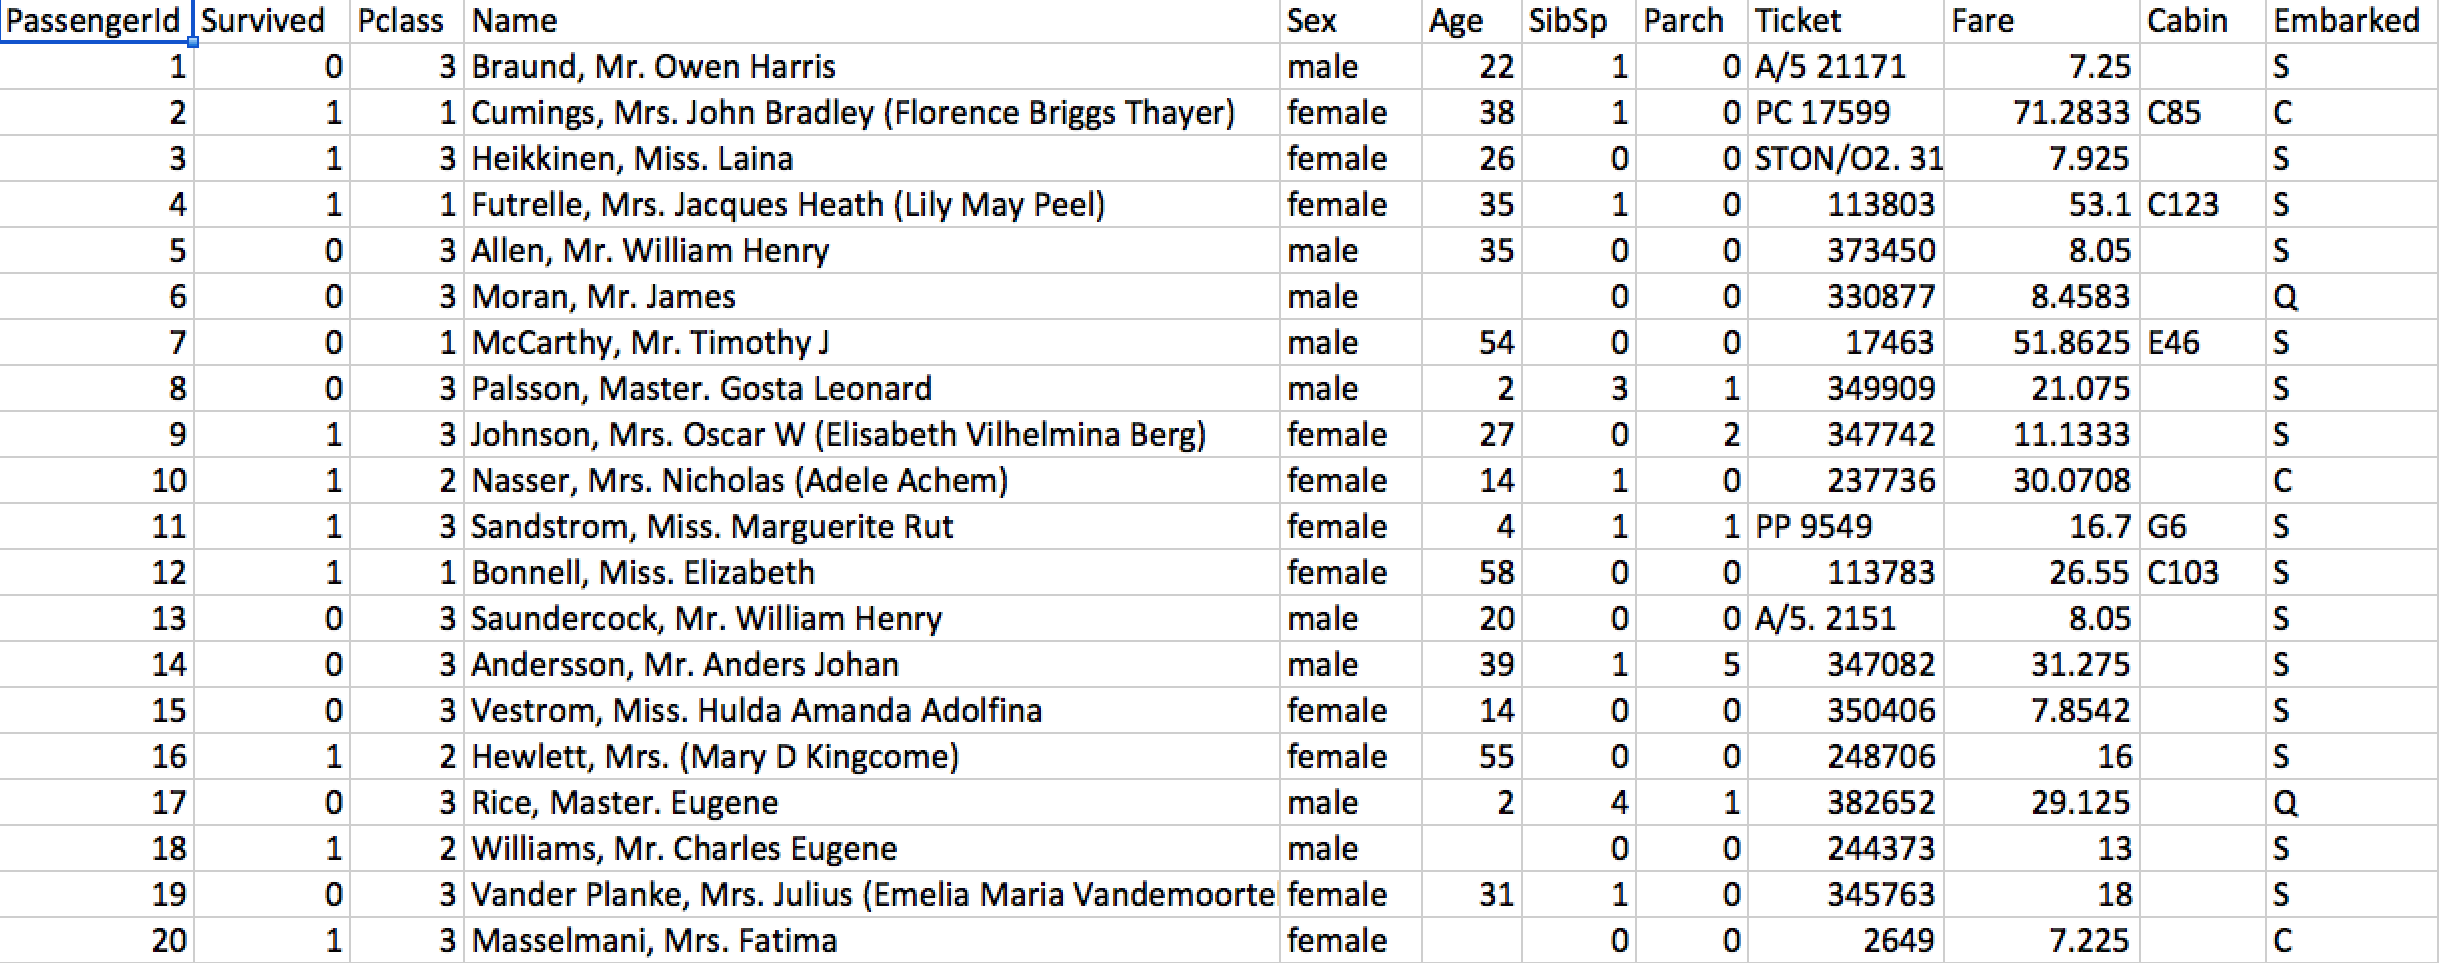 PassengerId Survived Pclass Name Sex Age SibSp Parch Ticket Fare Cabin Embarked
1 0 3 Braund, Mr. Owen Harris male 22 1 0 A/5 21171 7.25 S
2 1 1 Cumings, Mrs. John Bradley (Florence Briggs Thayer) female 38 1 0 PC 17599 71.2833 C85 C
3 1 3 Heikkinen, Miss. Laina female 26 0 0 STON/O2. 31 7.925 S
4 1 1 Futrelle, Mrs. Jacques Heath (Lily May Peel) female 35 1 0 113803 53.1 C123 S
5 0 3 Allen, Mr. William Henry male 35 0 0 373450 8.05 S
6 0 3 Moran, Mr. James male 0 0 330877 8.4583 Q
7 0 1 McCarthy, Mr. Timothy J male 54 0 0 17463 51.8625 E46 S
8 0 3 Palsson, Master. Gosta Leonard male 2 3 1 349909 21.075 S
9 1 3 Johnson, Mrs. Oscar W (Elisabeth Vilhelmina Berg) female 27 0 2 347742 11.1333 S
10 1 2 Nasser, Mrs. Nicholas (Adele Achem) female 14 1 0 237736 30.0708 C
11 1 3 Sandstrom, Miss. Marguerite Rut female 4 1 1 PP 9549 16.7 G6 S
12 1 1 Bonnell, Miss. Elizabeth female 58 0 0 113783 26.55 C103 S
13 0 3 Saundercock, Mr. William Henry male 20 0 0 A/5. 2151 8.05 S
14 0 3 Andersson, Mr. Anders Johan male 39 1 5 347082 31.275 S
15 0 3 Vestrom, Miss. Hulda Amanda Adolfina female 14 0 0 350406 7.8542 S
16 1 2 Hewlett, Mrs. (Mary D Kingcome) female 55 0 0 248706 16 S
17 0 3 Rice, Master. Eugene male 2 4 1 382652 29.125 Q
18 1 2 Williams, Mr. Charles Eugene male 0 0 244373 13 S
19 0 3 Vander Planke, Mrs. Julius (Emelia Maria Vandemoorte female 31 1 0 345763 18 S
20 1 3 Masselmani, Mrs. Fatima female 0 0 2649 7.225 C